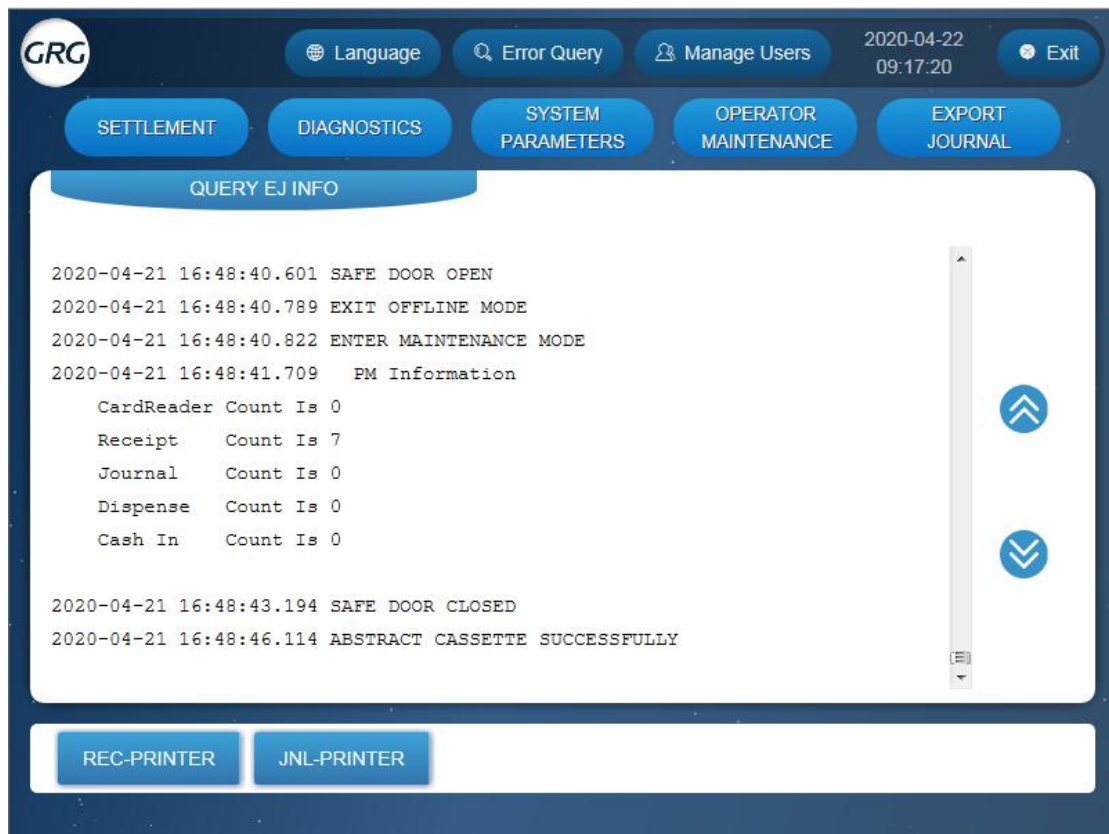 GRG
Language
Error Query
Manage Users
2020-04-22
09:17:20
Exit
SETTLEMENT
DIAGNOSTICS
SYSTEM
PARAMETERS
OPERATOR
MAINTENANCE
EXPORT
JOURNAL
QUERY EJ INFO
2020-04-21 16:48:40.601 SAFE DOOR OPEN
2020-04-21 16:48:40.789 EXIT OFFLINE MODE
2020-04-21 16:48:40.822 ENTER MAINTENANCE MODE
2020-04-21 16:48:41.709   PM Information
CardReader Count Is 0
Receipt    Count Is 7
Journal    Count Is 0
Dispense   Count Is 0
Cash In    Count Is 0
2020-04-21 16:48:43.194 SAFE DOOR CLOSED
2020-04-21 16:48:46.114 ABSTRACT CASSETTE SUCCESSFULLY
REC-PRINTER
JNL-PRINTER